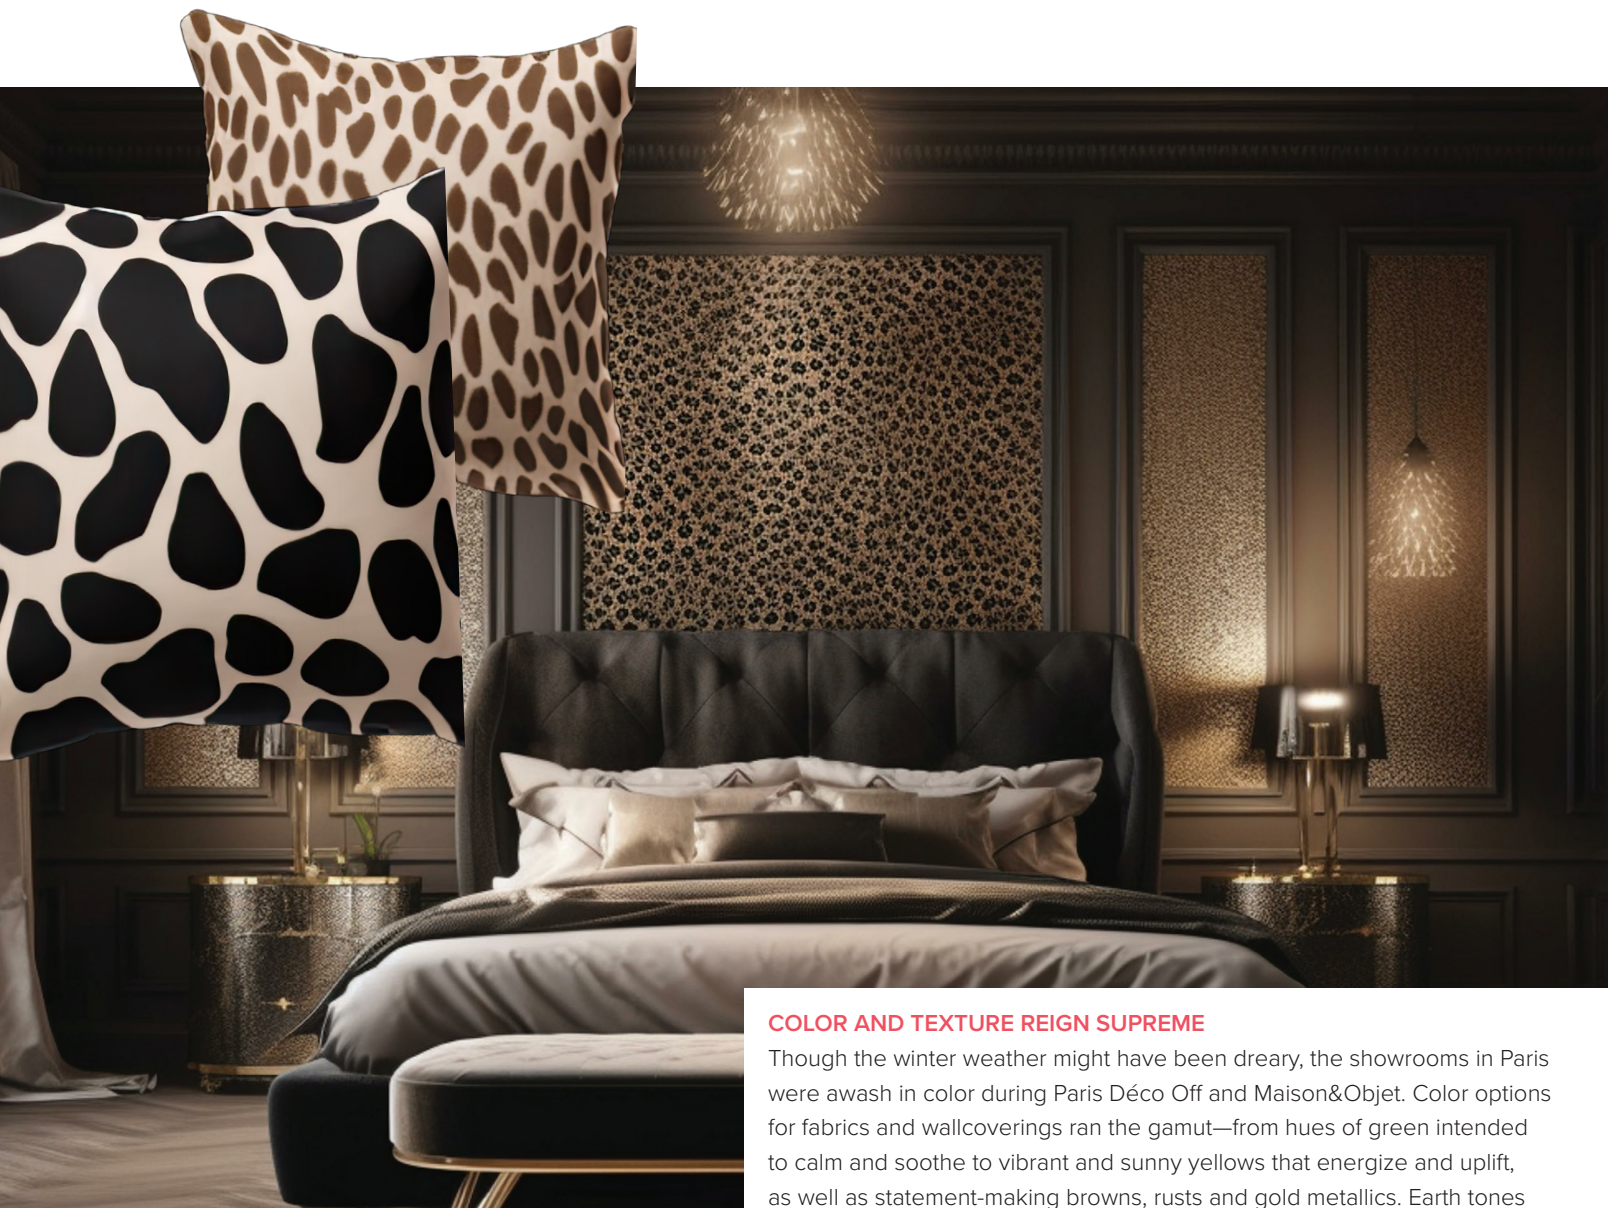 COLOR AND TEXTURE REIGN SUPREME
Though the winter weather might have been dreary, the showrooms in Paris
were awash in color during Paris Déco Off and Maison&Objet. Color options
for fabrics and wallcoverings ran the gamut—from hues of green intended
to calm and soothe to vibrant and sunny yellows that energize and uplift,
as well as statement-making browns, rusts and gold metallics. Earth tones